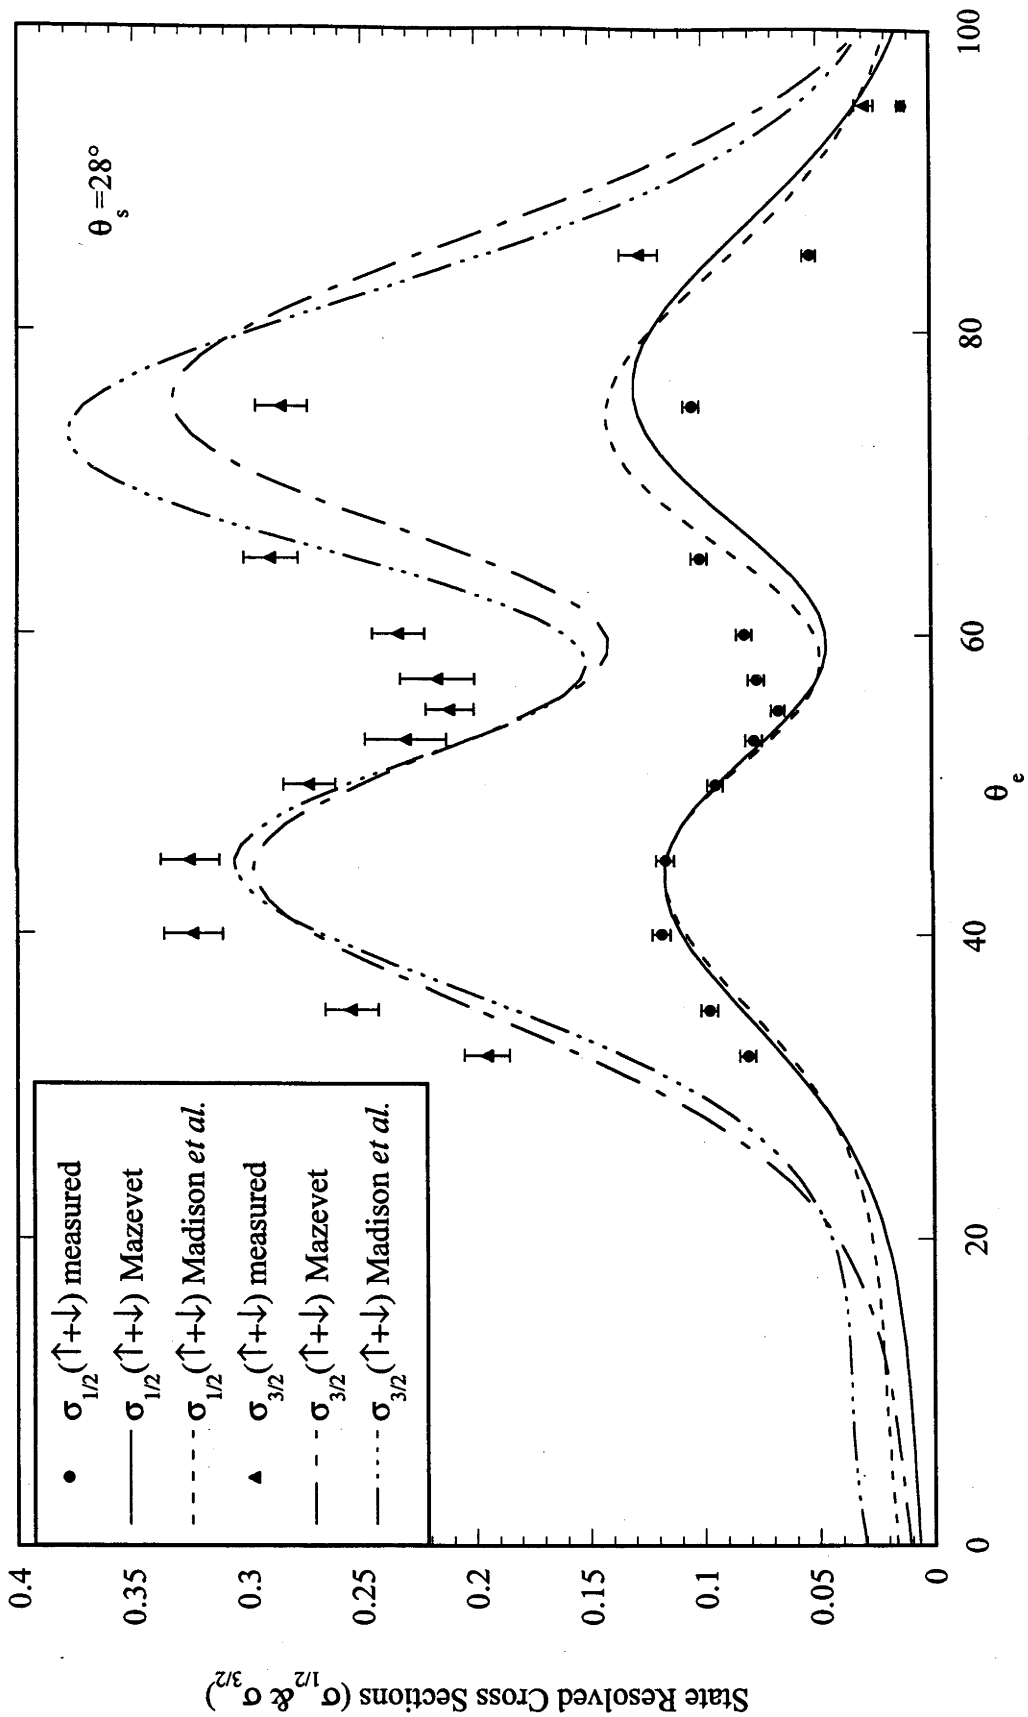 θs=28°
σ1/2(↑+↓) measured
σ1/2(↑+↓) Mazevet
σ1/2(↑+↓) Madison et al.
σ3/2(↑+↓) measured
σ3/2(↑+↓) Mazevet
σ3/2(↑+↓) Madison et al.
State Resolved Cross Sections (σ1/2 & σ3/2)
0.4
0.35
0.3
0.25
0.2
0.15
0.1
0.05
0
0
20
40
60
80
100
θe